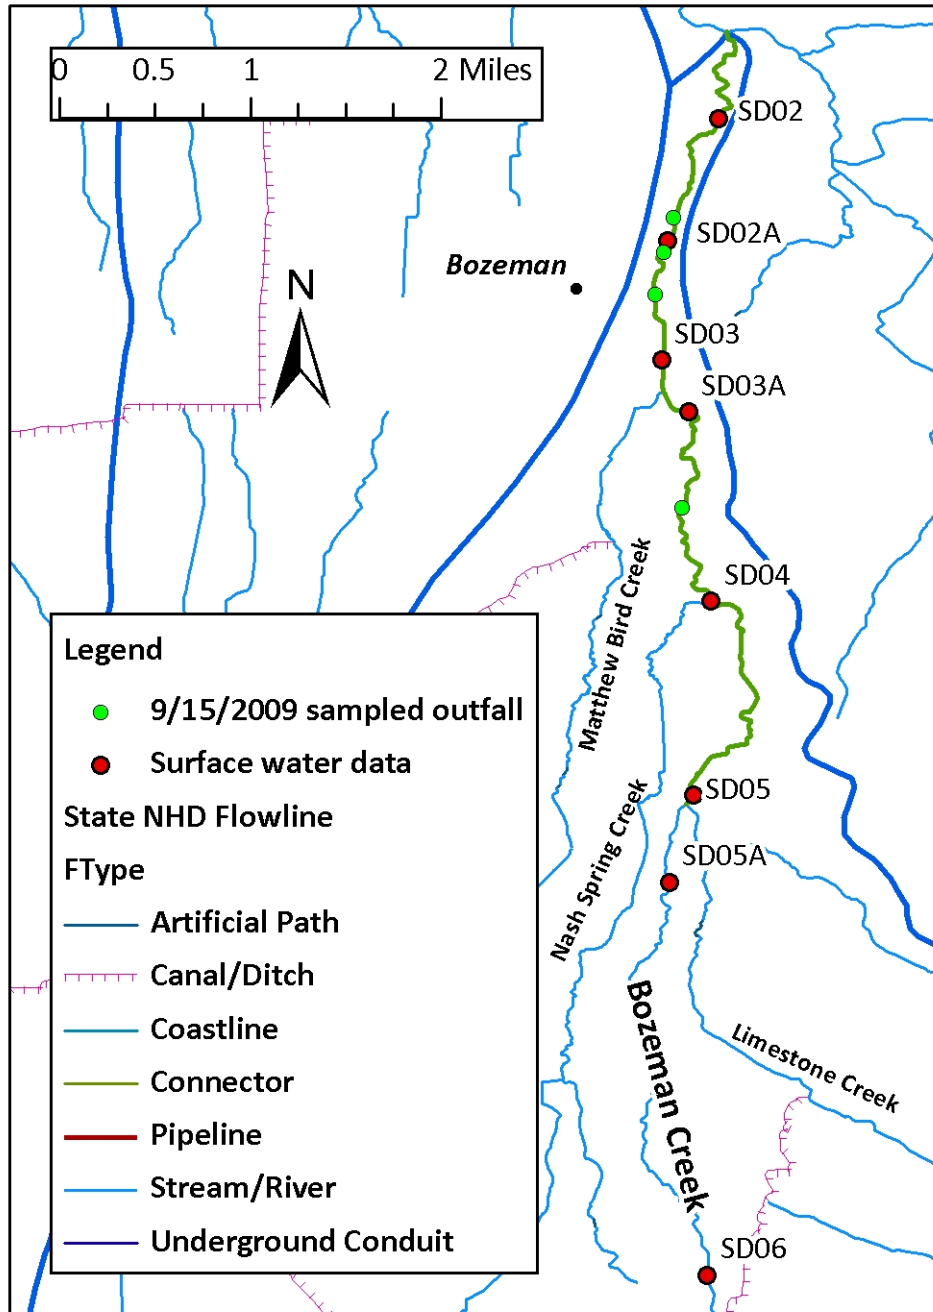 0 0.5 1 2 Miles
SD02
SD02A
Bozeman
N
SD03
SD03A
SD04
Matthew Bird Creek
SD05
Nash Spring Creek
SD05A
Bozeman Creek
Limestone Creek
SD06
Legend
9/15/2009 sampled outfall
Surface water data
State NHD Flowline
FType
Artificial Path
Canal/Ditch
Coastline
Connector
Pipeline
Stream/River
Underground Conduit